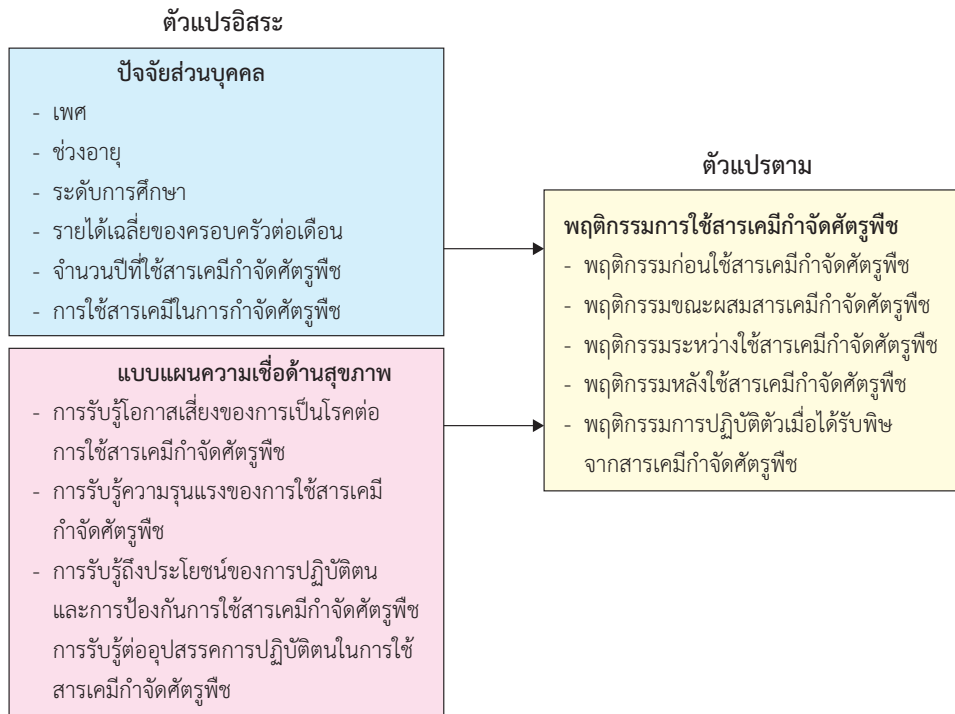 ตัวแปรอิสระ
ปัจจัยส่วนบุคคล
- เพศ
- ช่วงอายุ
- ระดับการศึกษา
- รายได้เฉลี่ยของครอบครัวต่อเดือน
- จำนวนปีที่ใช้สารเคมีกำจัดศัตรูพืช
- การใช้สารเคมีในการกำจัดศัตรูพืช
แบบแผนความเชื่อด้านสุขภาพ
- การรับรู้โอกาสเสี่ยงของการเป็นโรคต่อ
การใช้สารเคมีกำจัดศัตรูพืช
- การรับรู้ความรุนแรงของการใช้สารเคมี
กำจัดศัตรูพืช
- การรับรู้ถึงประโยชน์ของการปฏิบัติตน
และการป้องกันการใช้สารเคมีกำจัดศัตรูพืช
การรับรู้ต่ออุปสรรคการปฏิบัติตนในการใช้
สารเคมีกำจัดศัตรูพืช
ตัวแปรตาม
พฤติกรรมการใช้สารเคมีกำจัดศัตรูพืช
- พฤติกรรมก่อนใช้สารเคมีกำจัดศัตรูพืช
- พฤติกรรมขณะผสมสารเคมีกำจัดศัตรูพืช
- พฤติกรรมระหว่างใช้สารเคมีกำจัดศัตรูพืช
- พฤติกรรมหลังใช้สารเคมีกำจัดศัตรูพืช
- พฤติกรรมการปฏิบัติตัวเมื่อได้รับพิษ
จากสารเคมีกำจัดศัตรูพืช